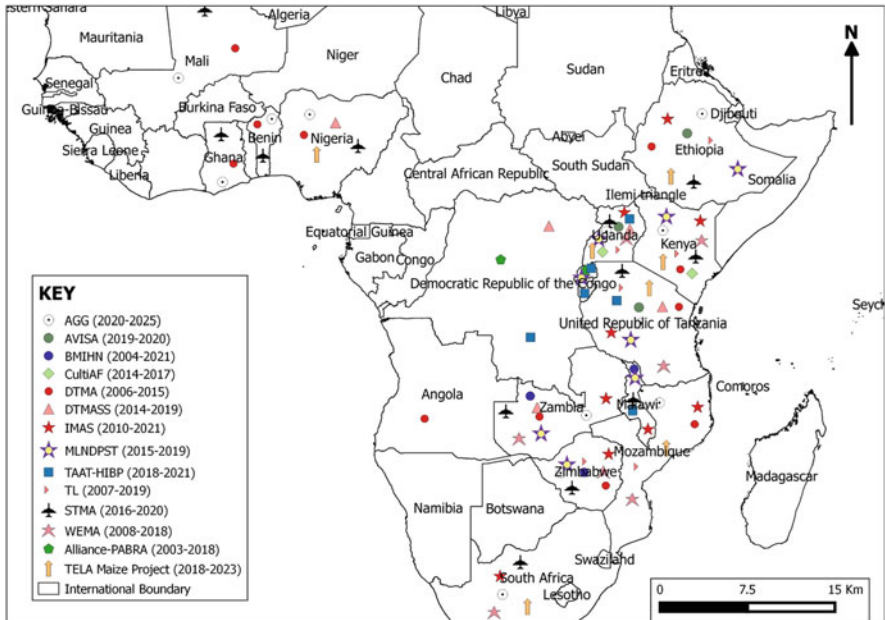 estern Sahara
Algeria
Libya
Mauritania
Mali
Niger
Chad
Sudan
Eritrea
N
Senegal
Guinea-Bissau
Guinea
Sierra Leone
Liberia
Burkina Faso
Ghana
Benin
Nigeria
Abyei
Djibouti
Ethiopia
South Sudan
Central African Republic
Ilemi triangle
Somalia
Equatorial Guinea
Gabon
Congo
Uganda
Kenya
Democratic Republic of the Congo
United Republic of Tanzania
Seyc
Angola
Zambia
Malawi
Comoros
Mozambique
Zimbabwe
Madagascar
Namibia
Botswana
Swaziland
South Africa
Lesotho
KEY
AGG (2020-2025)
AVISA (2019-2020)
BMIHN (2004-2021)
CultiAF (2014-2017)
DTMA (2006-2015)
DTMASS (2014-2019)
IMAS (2010-2021)
MLNDPST (2015-2019)
TAAT-HIBP (2018-2021)
TL (2007-2019)
STMA (2016-2020)
WEMA (2008-2018)
Alliance-PABRA (2003-2018)
TELA Maize Project (2018-2023)
International Boundary
0 7.5 15 Km